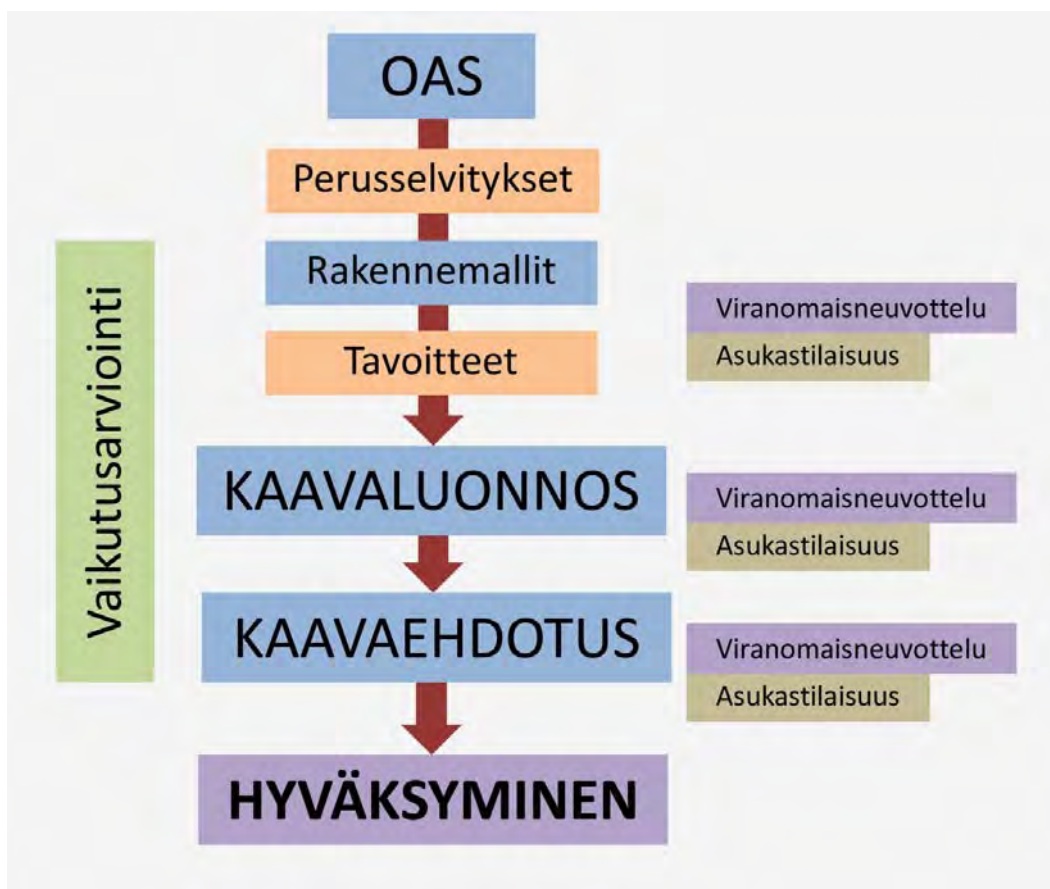 OAS
Perusselvitykset
Rakennemallit
Tavoitteet
Viranomaisneuvottelu
Asukastilaisuus
Vaikutusarviointi
KAAVALUONNOS
Viranomaisneuvottelu
Asukastilaisuus
KAAVAEHDOTUS
Viranomaisneuvottelu
Asukastilaisuus
HYVÄKSYMINEN